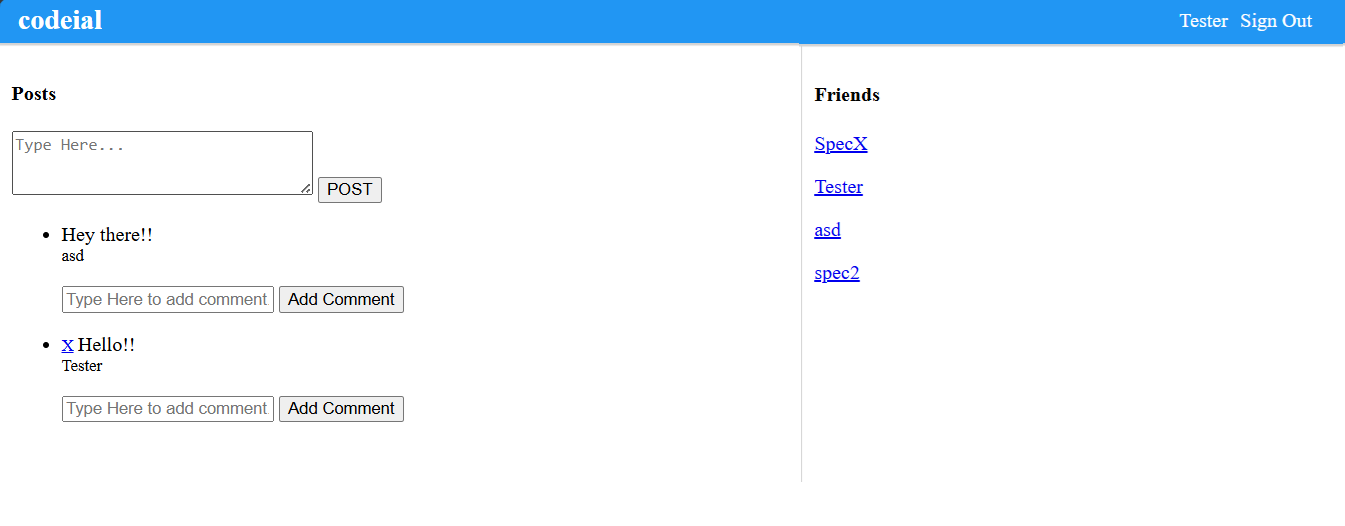 codeial
Tester Sign Out
Posts
Type Here...
POST
Hey there!!
asd
Type Here to add comment.
Add Comment
X Hello!!
Tester
Type Here to add comment.
Add Comment
Friends
SpecX
Tester
asd
spec2